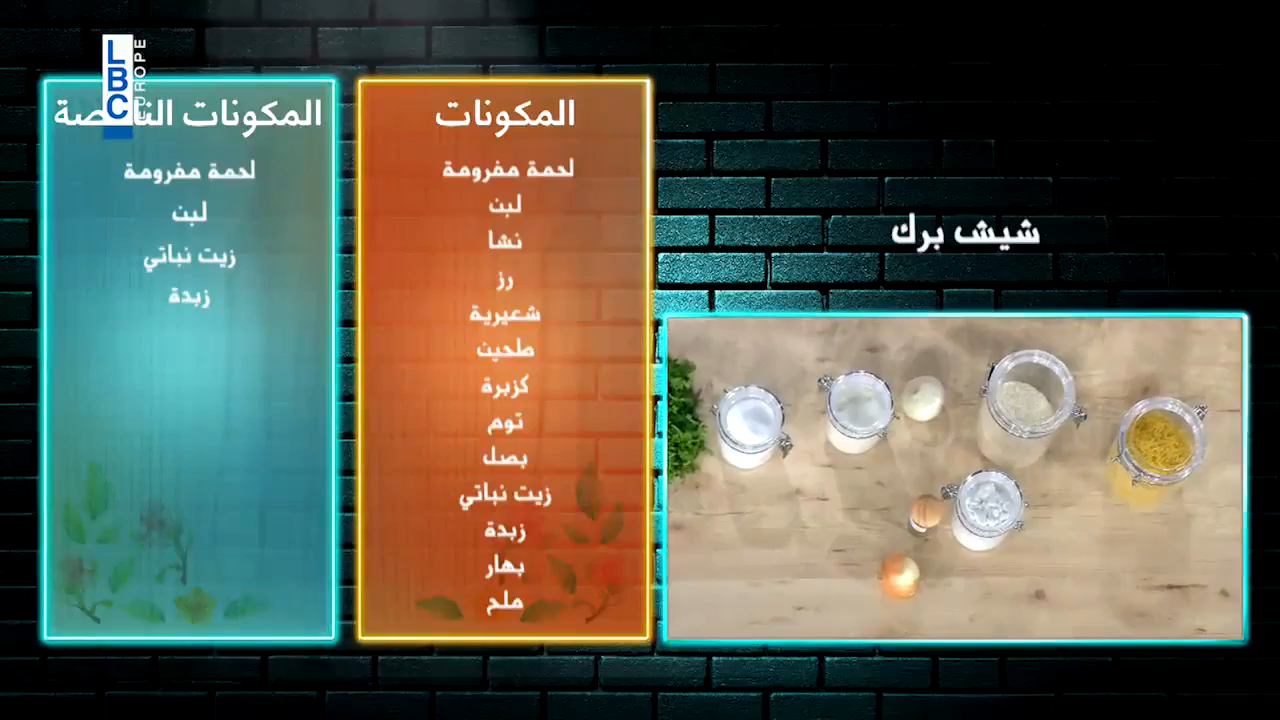 LBC EUROPE
شيش برك
المكونات
لحمة مفرومة
لبن
نشا
رز
شعيرية
طحين
كزبرة
توم
بصل
زيت نباتي
زبدة
بهار
ملح
المكونات
لحمة مفرومة
لبن
زيت نباتي
زبدة